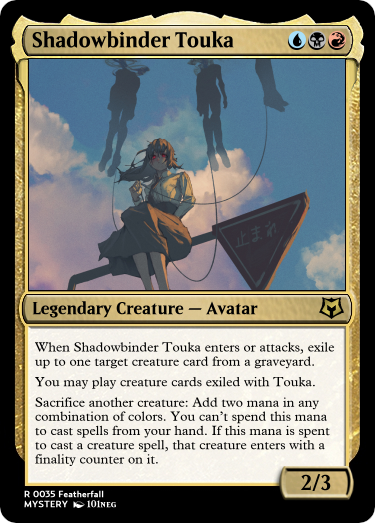 Shadowbinder Touka
止まれ
Legendary Creature — Avatar
When Shadowbinder Touka enters or attacks, exile
up to one target creature card from a graveyard.
You may play creature cards exiled with Touka.
Sacrifice another creature: Add two mana in any
combination of colors. You can’t spend this mana
to cast spells from your hand. If this mana is spent
to cast a creature spell, that creature enters with a
finality counter on it.
2/3
R 0035 Featherfall
MYSTERY 101NEG